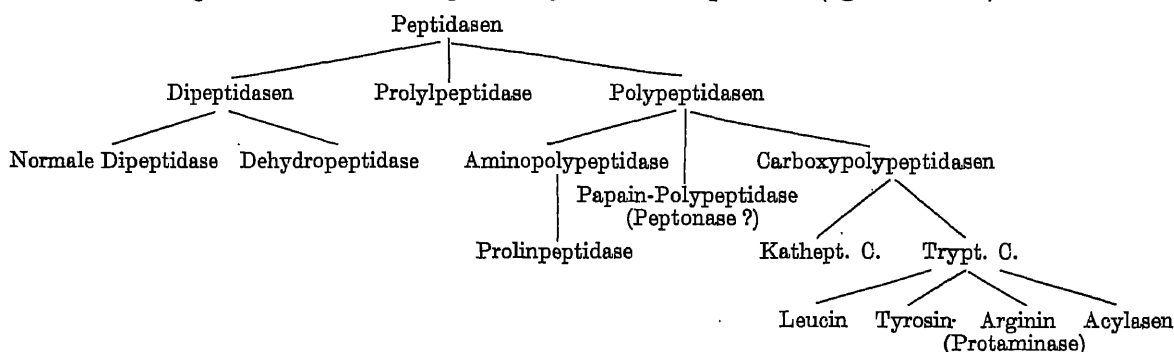 Peptidasen
Dipeptidasen Prolylpeptidase Polypeptidasen
Normale Dipeptidase Dehydropeptidase Aminopolypeptidase Carboxypolypeptidasen
Papain-Polypeptidase
(Peptonase ?)
Prolinpeptidase Kathept. C. Trypt. C.
Leucin Tyrosin- Arginin Acylasen
(Protaminase)